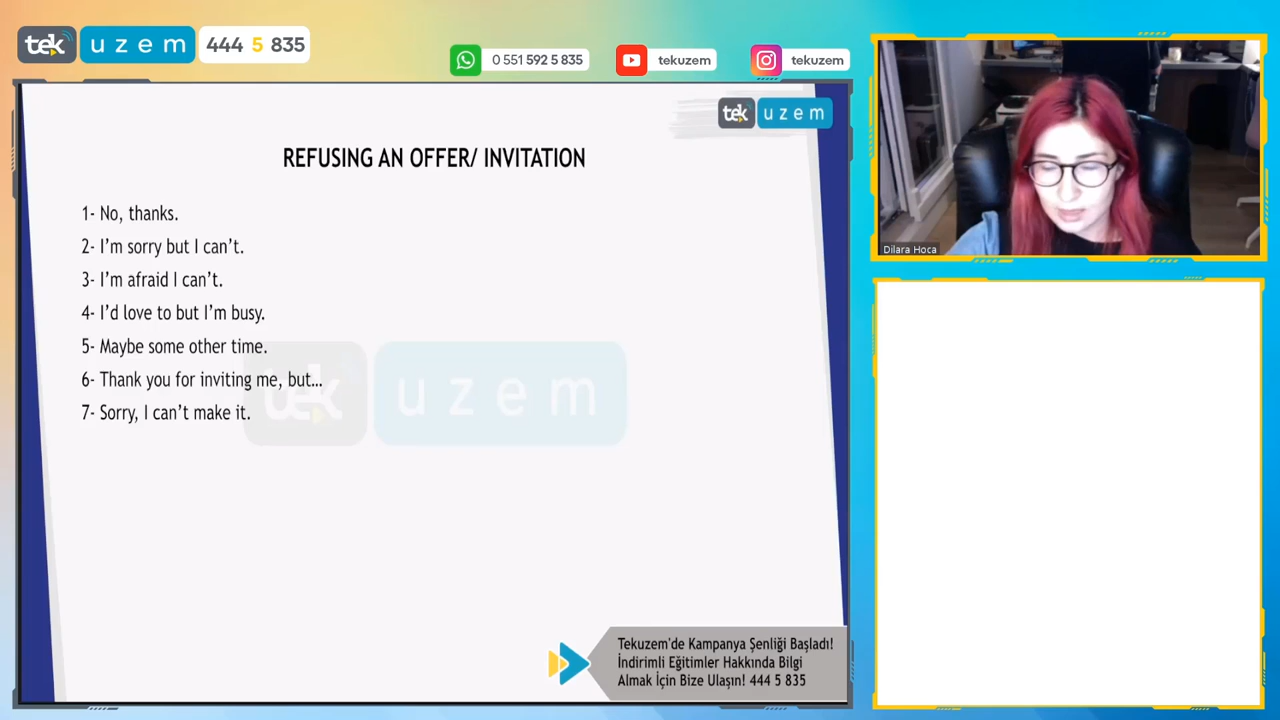 tek uzem 444 5 835
0 551 592 5 835
tekuzem
tekuzem
tek uzem
REFUSING AN OFFER/ INVITATION
1- No, thanks.
2- I'm sorry but I can't.
3- I'm afraid I can't.
4- I'd love to but I'm busy.
5- Maybe some other time.
6- Thank you for inviting me, but...
7- Sorry, I can't make it.
tek uzem
Tekuzem'de Kampanya Şenliği Başladı!
İndirimli Eğitimler Hakkında Bilgi
Almak İçin Bize Ulaşın! 444 5 835
Dilara Hoca